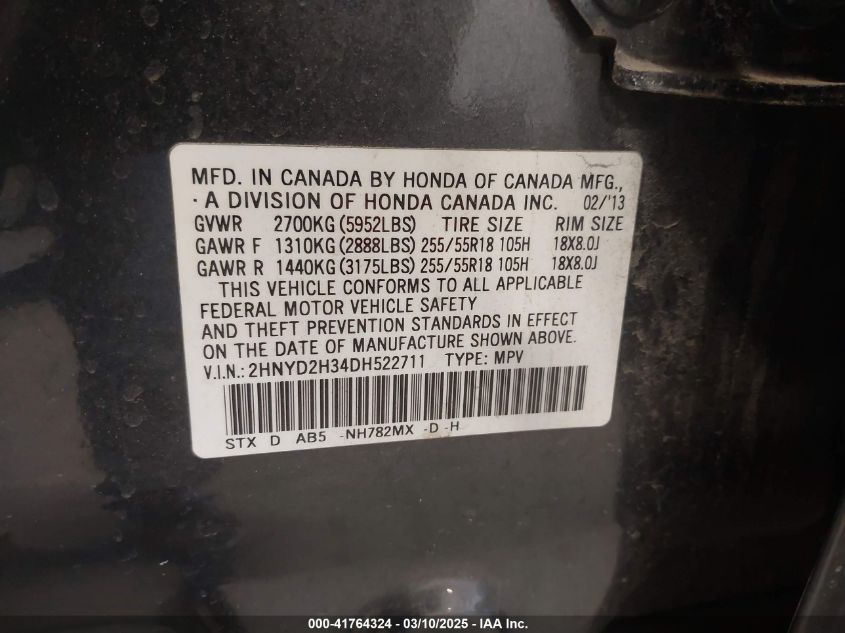 MFD. IN CANADA BY HONDA OF CANADA MFG.,
· A DIVISION OF HONDA CANADA INC. 02/'13
GVWR 2700KG (5952LBS) TIRE SIZE RIM SIZE
GAWR F 1310KG (2888LBS) 255/55R18 105H 18X8.0J
GAWR R 1440KG (3175LBS) 255/55R18 105H 18X8.0J
THIS VEHICLE CONFORMS TO ALL APPLICABLE
FEDERAL MOTOR VEHICLE SAFETY
AND THEFT PREVENTION STANDARDS IN EFFECT
ON THE DATE OF MANUFACTURE SHOWN ABOVE.
V.I.N.: 2HNYD2H34DH522711 TYPE: MPV
STX D AB5 -NH782MX -D -H
000-41764324 — 03/10/2025 — IAA Inc.